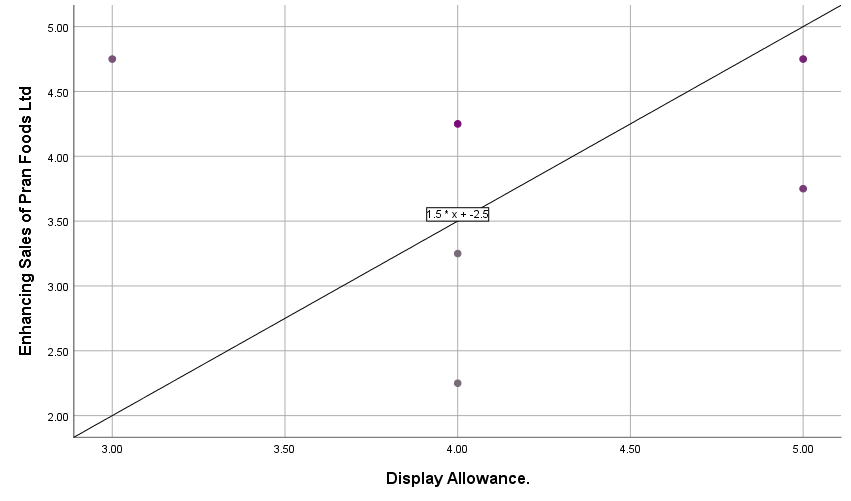 Enhancing Sales of Pran Foods Ltd
5.00
4.50
4.00
3.50
3.00
2.50
2.00
1.5 * x + -2.5
3.00 3.50 4.00 4.50 5.00
Display Allowance.